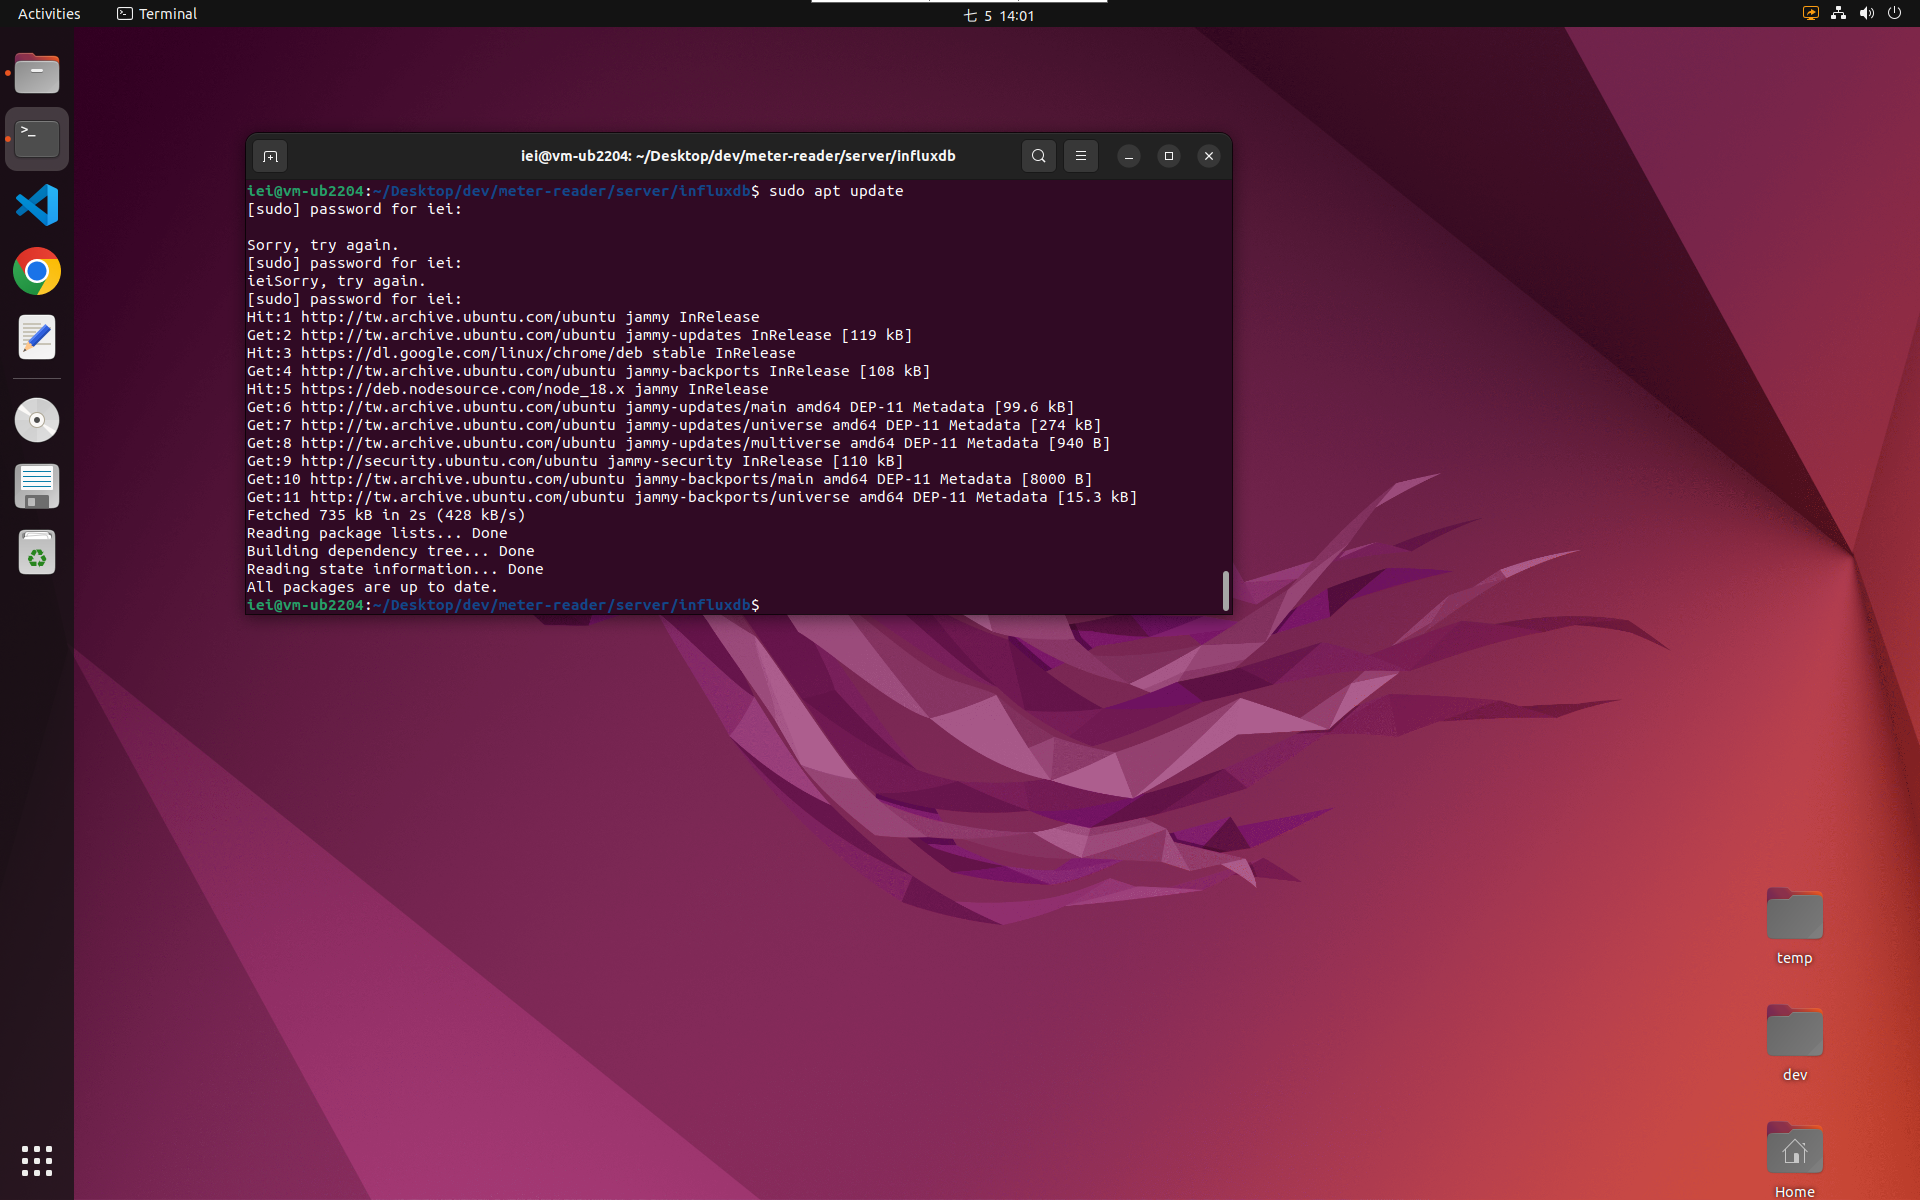 Activities
Terminal
七 5 14:01
iei@vm-ub2204: ~/Desktop/dev/meter-reader/server/influxdb
iei@vm-ub2204:~/Desktop/dev/meter-reader/server/influxdb$ sudo apt update
[sudo] password for iei:
Sorry, try again.
[sudo] password for iei:
ieiSorry, try again.
[sudo] password for iei:
Hit:1 http://tw.archive.ubuntu.com/ubuntu jammy InRelease
Get:2 http://tw.archive.ubuntu.com/ubuntu jammy-updates InRelease [119 kB]
Hit:3 https://dl.google.com/linux/chrome/deb stable InRelease
Get:4 http://tw.archive.ubuntu.com/ubuntu jammy-backports InRelease [108 kB]
Hit:5 https://deb.nodesource.com/node_18.x jammy InRelease
Get:6 http://tw.archive.ubuntu.com/ubuntu jammy-updates/main amd64 DEP-11 Metadata [99.6 kB]
Get:7 http://tw.archive.ubuntu.com/ubuntu jammy-updates/universe amd64 DEP-11 Metadata [274 kB]
Get:8 http://tw.archive.ubuntu.com/ubuntu jammy-updates/multiverse amd64 DEP-11 Metadata [940 B]
Get:9 http://security.ubuntu.com/ubuntu jammy-security InRelease [110 kB]
Get:10 http://tw.archive.ubuntu.com/ubuntu jammy-backports/main amd64 DEP-11 Metadata [8000 B]
Get:11 http://tw.archive.ubuntu.com/ubuntu jammy-backports/universe amd64 DEP-11 Metadata [15.3 kB]
Fetched 735 kB in 2s (428 kB/s)
Reading package lists... Done
Building dependency tree... Done
Reading state information... Done
All packages are up to date.
iei@vm-ub2204:~/Desktop/dev/meter-reader/server/influxdb$
temp
dev
Home